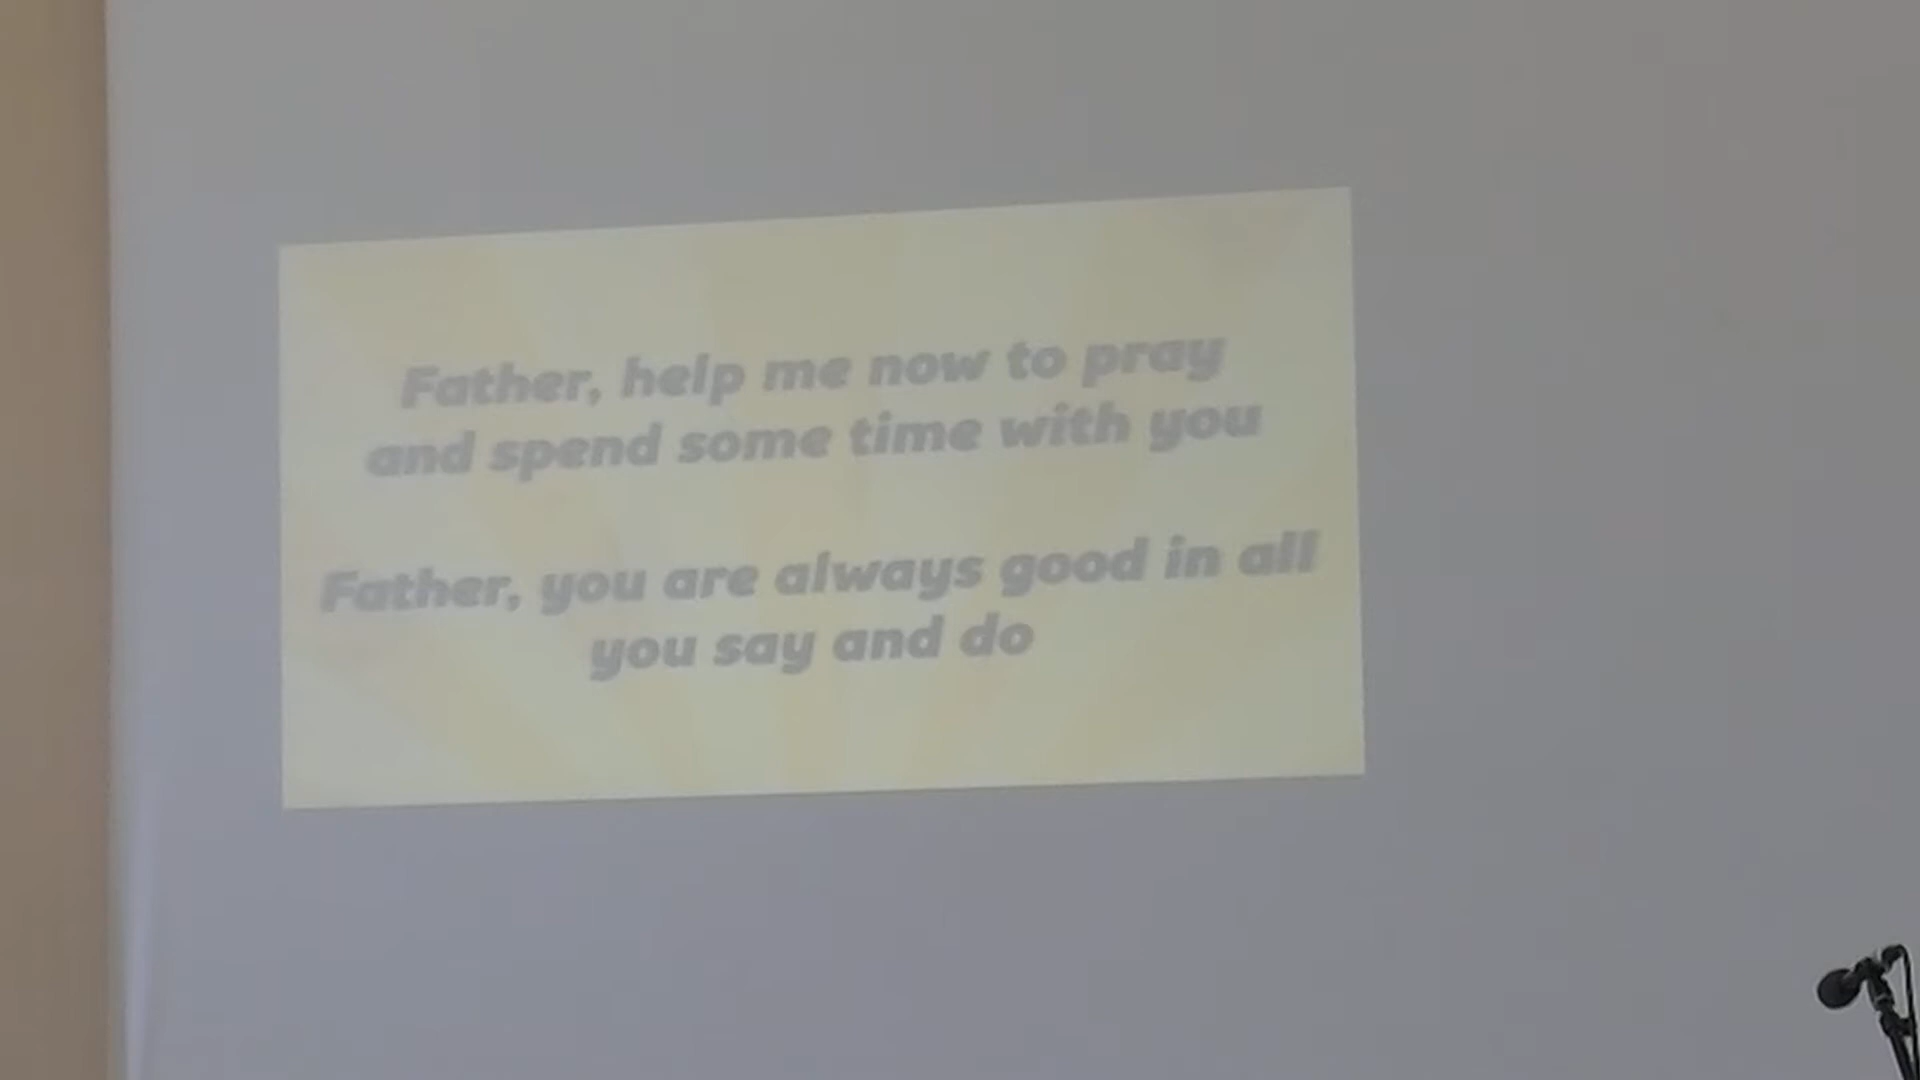 Father, help me now to pray
and spend some time with you
Father, you are always good in all
you say and do